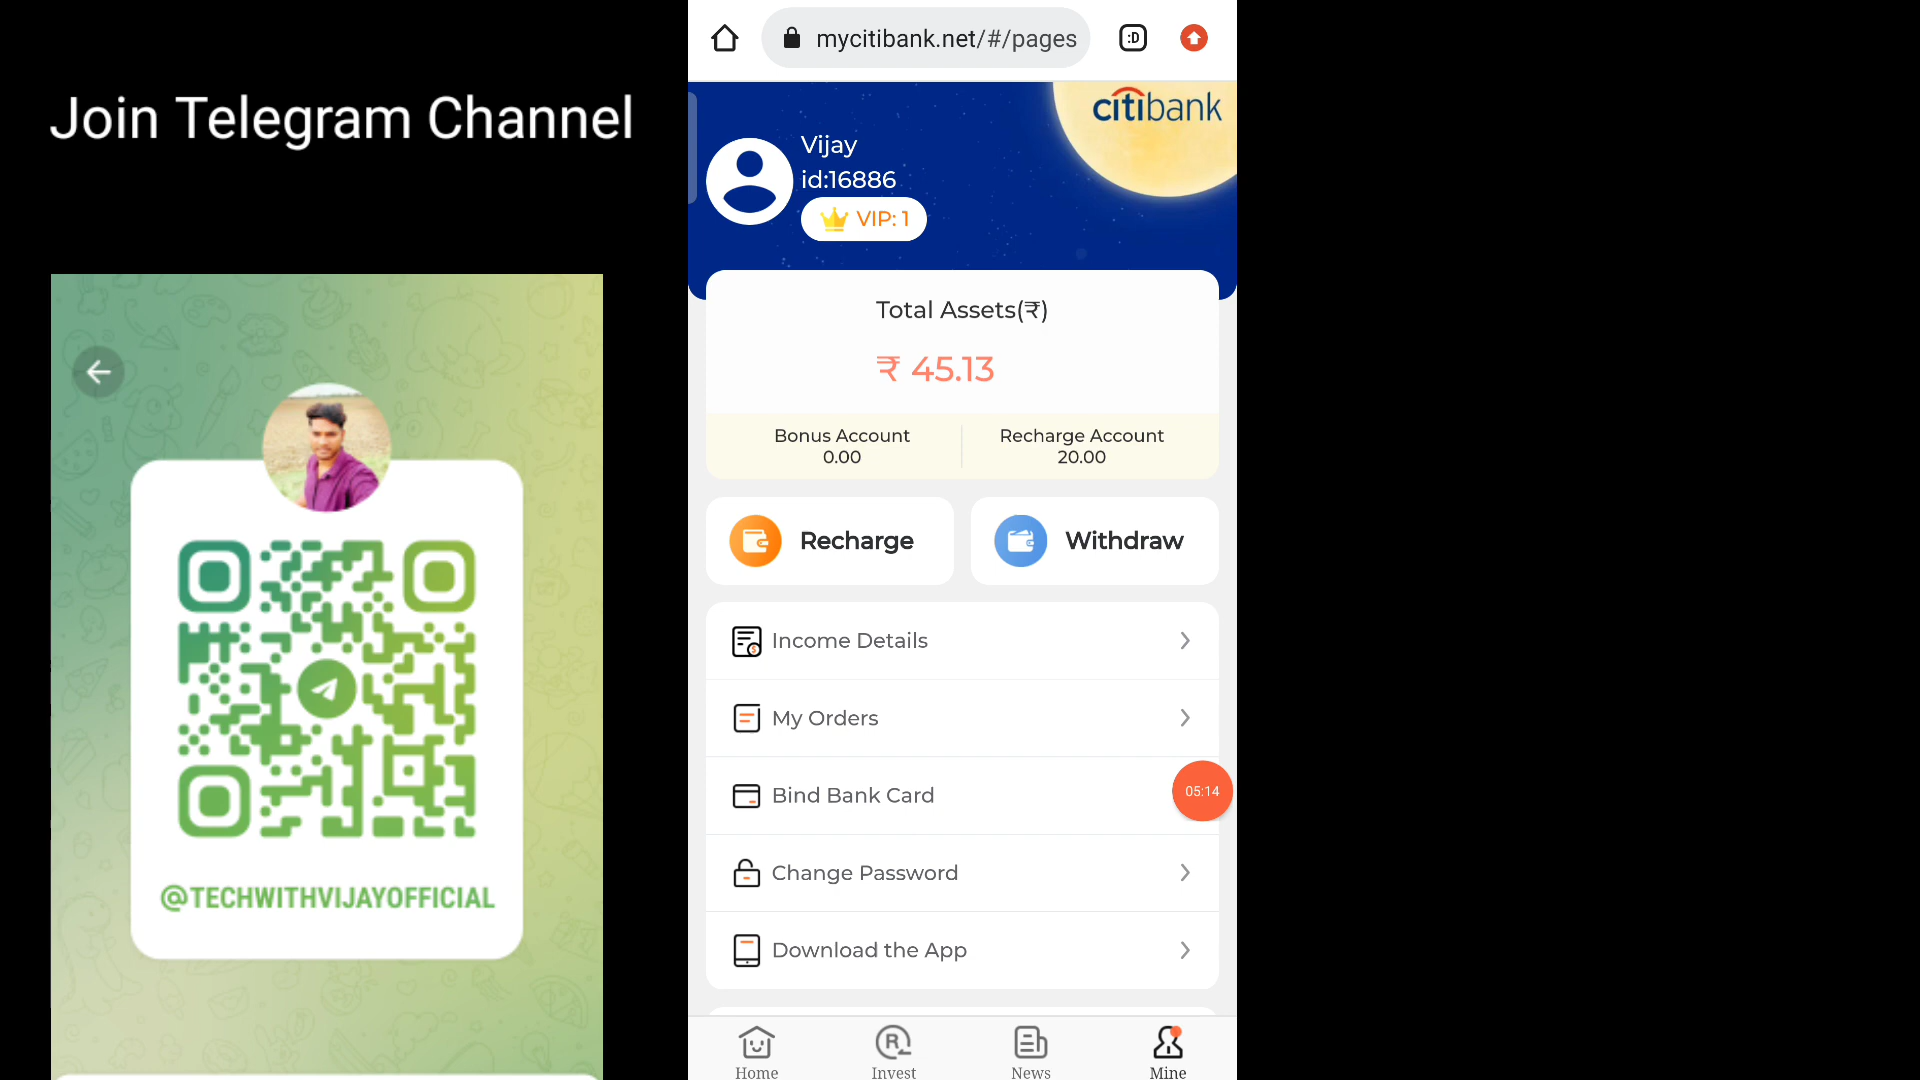 Join Telegram Channel
@TECHWITHVIJAYOFFICIAL
:D
mycitibank.net/#/pages
citibank
Vijay
id:16886
VIP: 1
Total Assets(₹)
₹ 45.13
Bonus Account
0.00
Recharge Account
20.00
Recharge
Withdraw
Income Details
My Orders
Bind Bank Card
05:14
Change Password
Download the App
Home
Invest
News
Mine